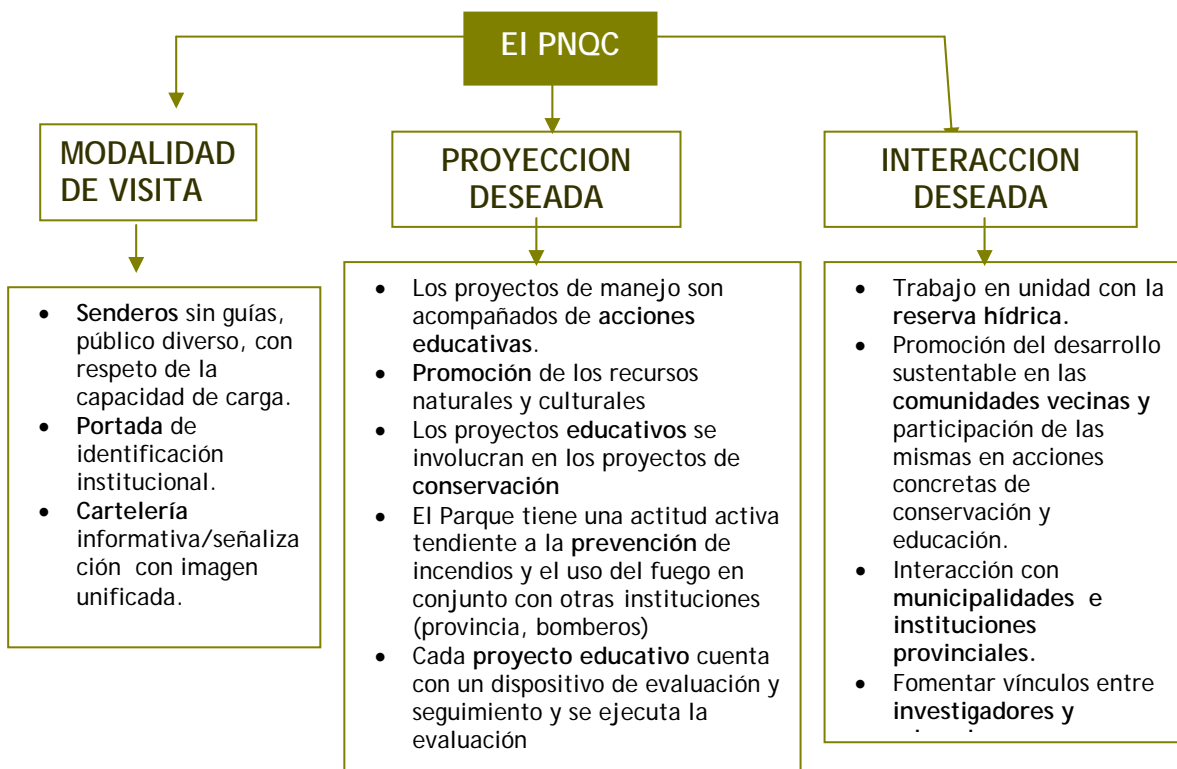 El PNQC
MODALIDAD
DE VISITA
PROYECCION
DESEADA
INTERACCION
DESEADA
• Senderos sin guías,
público diverso, con
respeto de la
capacidad de carga.
• Portada de
identificación
institucional.
• Cartelería
informativa/señaliza
ción con imagen
unificada.
• Los proyectos de manejo son
acompañados de acciones
educativas.
• Promoción de los recursos
naturales y culturales
• Los proyectos educativos se
involucran en los proyectos de
conservación
• El Parque tiene una actitud activa
tendiente a la prevención de
incendios y el uso del fuego en
conjunto con otras instituciones
(provincia, bomberos)
• Cada proyecto educativo cuenta
con un dispositivo de evaluación y
seguimiento y se ejecuta la
evaluación
• Trabajo en unidad con la
reserva hídrica.
• Promoción del desarrollo
sustentable en las
comunidades vecinas y
participación de las
mismas en acciones
concretas de
conservación y
educación.
• Interacción con
municipalidades e
instituciones
provinciales.
• Fomentar vínculos entre
investigadores y